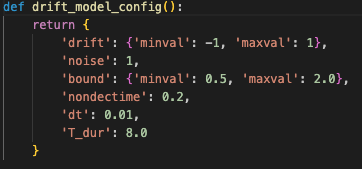 def drift_model_config():
    return {
        'drift': {'minval': -1, 'maxval': 1},
        'noise': 1,
        'bound': {'minval': 0.5, 'maxval': 2.0},
        'nondectime': 0.2,
        'dt': 0.01,
        'T_dur': 8.0
    }